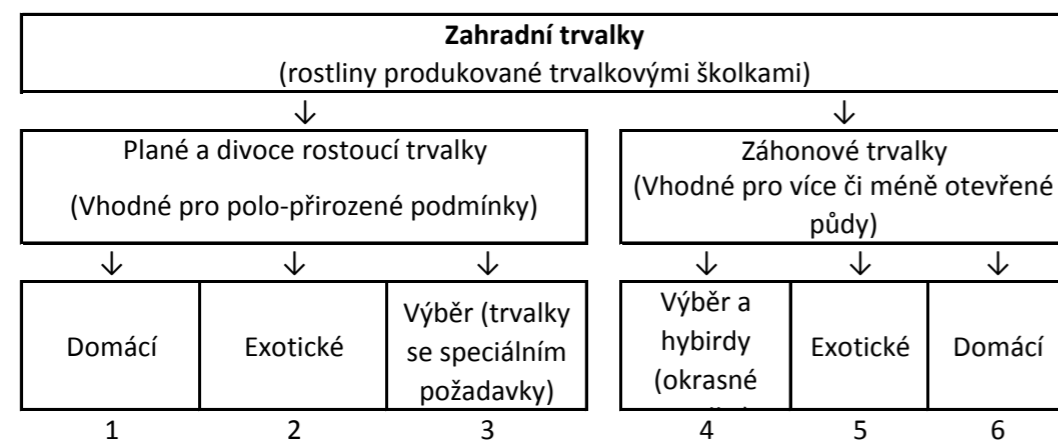 Zahradní trvalky
(rostliny produkované trvalkovými školkami)
↓ ↓
Plané a divoce rostoucí trvalky
(Vhodné pro polo-přirozené podmínky)
Záhonové trvalky
(Vhodné pro více či méně otevřené
půdy)
↓ ↓ ↓ ↓ ↓ ↓
Domácí
Exotické
Výběr (trvalky
se speciálním
požadavky)
Výběr a
hybirdy
(okrasné
Exotické
Domácí
1 2 3 4 5 6